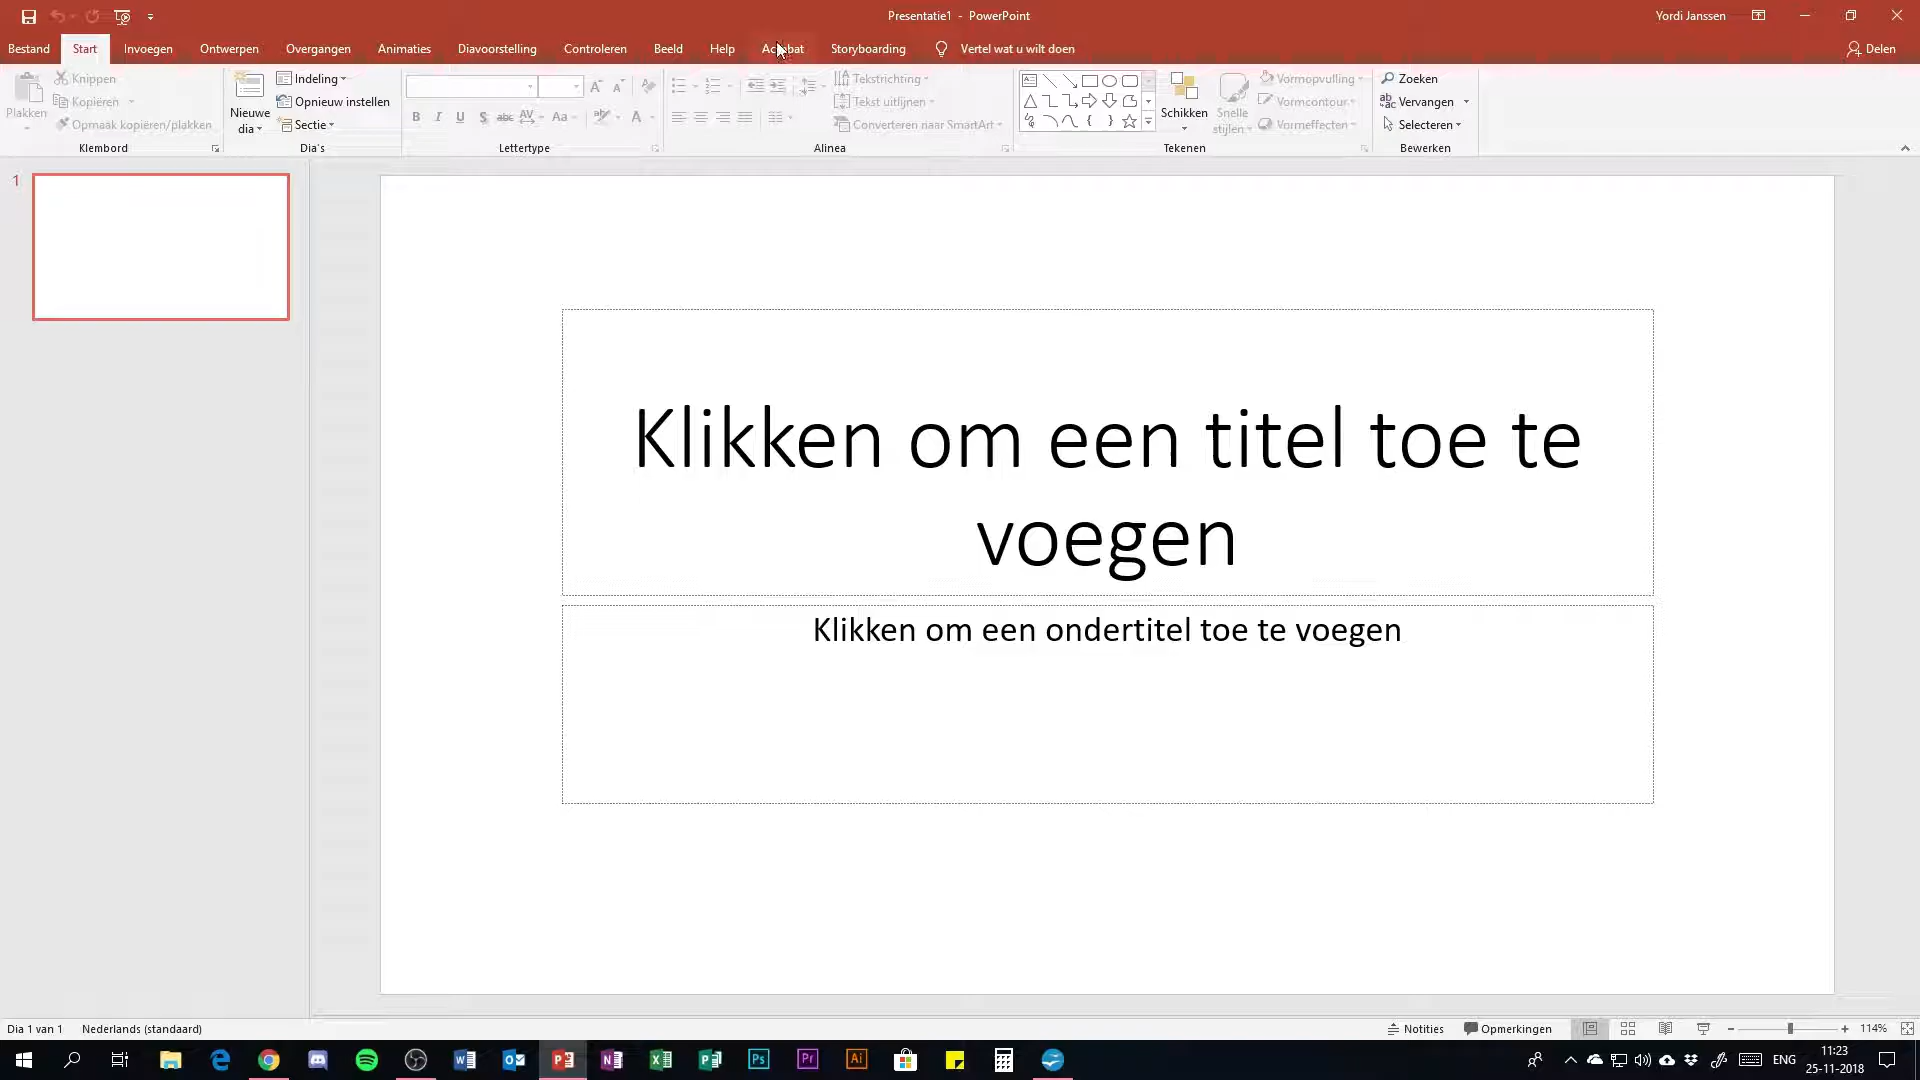 Presentatie1 - PowerPoint
Yordi Janssen
Bestand Start Invoegen Ontwerpen Overgangen Animaties Diavoorstelling Controleren Beeld Help Acrobat Storyboarding Vertel wat u wilt doen Delen
Plakken
Knippen
Kopiëren
Opmaak kopiëren/plakken
Klembord
Nieuwe
dia
Indeling
Opnieuw instellen
Sectie
Dia's
B I U S abc AV Aa A
Lettertype
Tekstrichting
Tekst uitlijnen
Converteren naar SmartArt
Alinea
Schikken
Snelle
stijlen
Vormopvulling
Vormcontour
Vormeffecten
Tekenen
Zoeken
Vervangen
Selecteren
Bewerken
1
Klikken om een titel toe te
voegen
Klikken om een ondertitel toe te voegen
Dia 1 van 1 Nederlands (standaard) Notities Opmerkingen 114%
ENG
11:23
25-11-2018